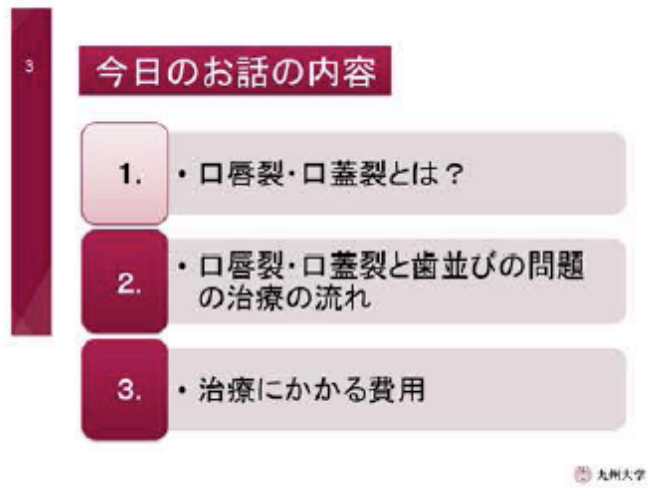 3
今日のお話の内容
1.
・口唇裂・口蓋裂とは？
2.
・口唇裂・口蓋裂と歯並びの問題
の治療の流れ
3.
・治療にかかる費用
九州大学